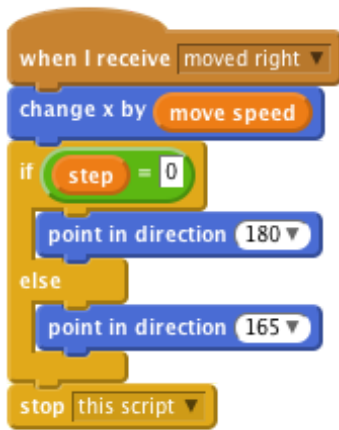 when I receive moved right
change x by move speed
if step = 0
point in direction 180
else
point in direction 165
stop this script